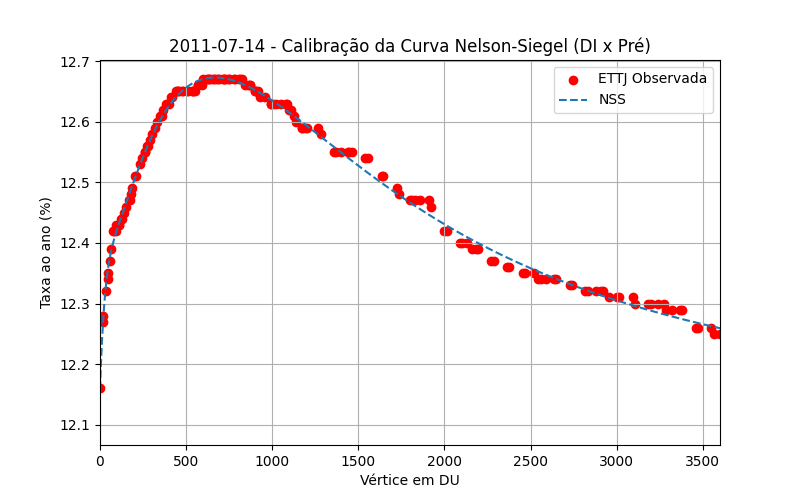 2011-07-14 - Calibração da Curva Nelson-Siegel (DI x Pré)
12.7
12.6
12.5
12.4
12.3
12.2
12.1
Taxa ao ano (%)
ETTJ Observada
NSS
0 500 1000 1500 2000 2500 3000 3500
Vértice em DU